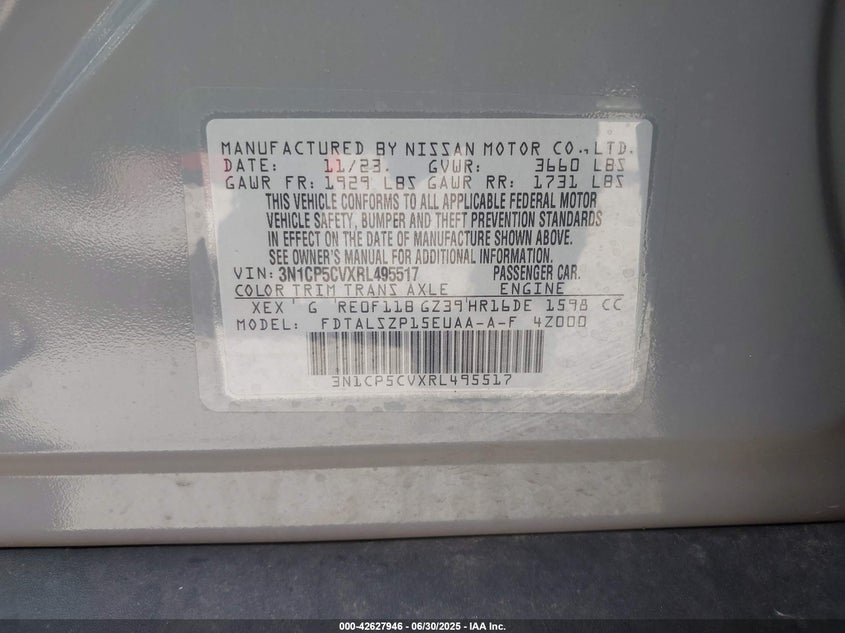 MANUFACTURED BY NISSAN MOTOR CO.,LTD.
DATE: 11/23. GVWR: 3660 LBS
GAWR FR: 1929 LBS GAWR RR: 1731 LBS
THIS VEHICLE CONFORMS TO ALL APPLICABLE FEDERAL MOTOR
VEHICLE SAFETY, BUMPER AND THEFT PREVENTION STANDARDS
IN EFFECT ON THE DATE OF MANUFACTURE SHOWN ABOVE.
SEE OWNER'S MANUAL FOR ADDITIONAL INFORMATION.
VIN: 3N1CP5CVXRL495517 PASSENGER CAR.
COLOR TRIM TRANS AXLE ENGINE
XEX G RE0F11B GZ39 HR16DE 1598 CC
MODEL: FDTALSZP15EUAA-A-F 4Z000
3N1CP5CVXRL495517
000-42627946 - 06/30/2025 - IAA Inc.